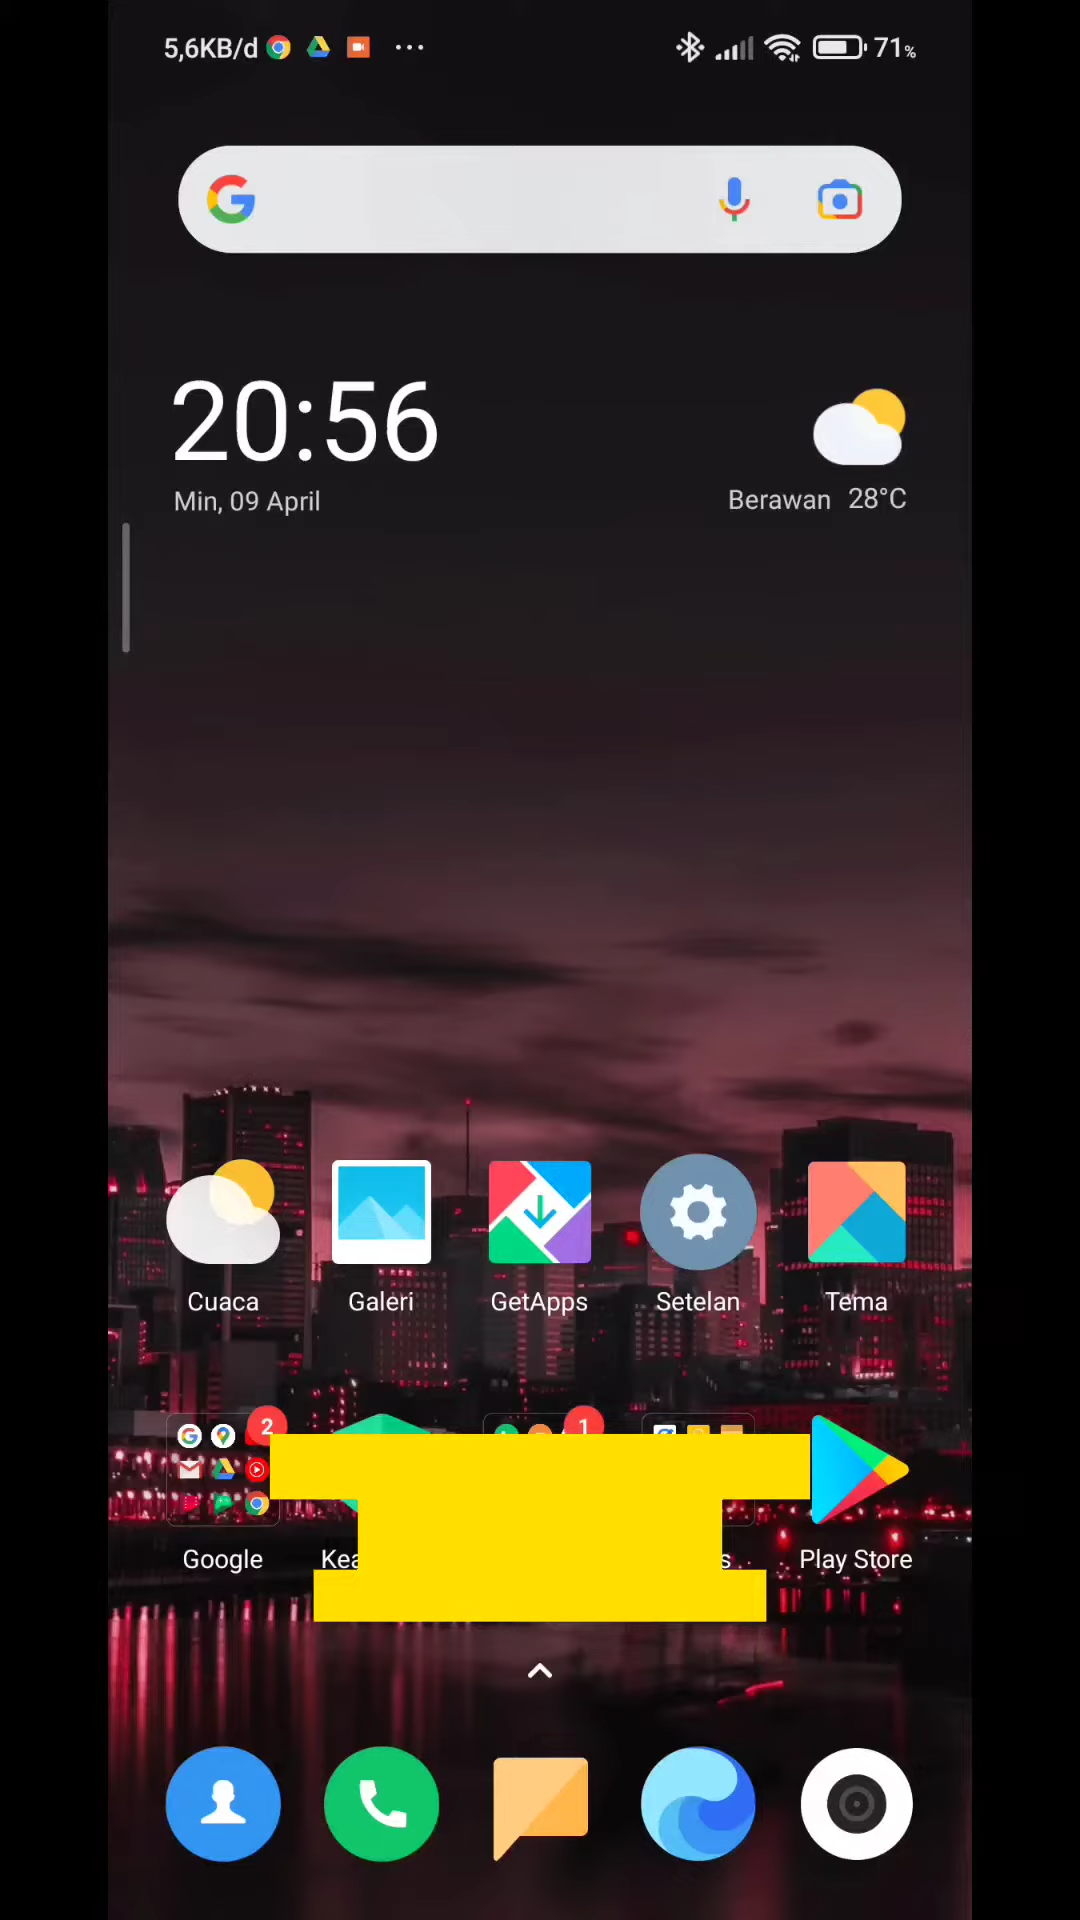 5,6KB/d ... 71%
20:56
Min, 09 April
Berawan 28°C
Cuaca Galeri GetApps Setelan Tema
2 1
Google Play Store